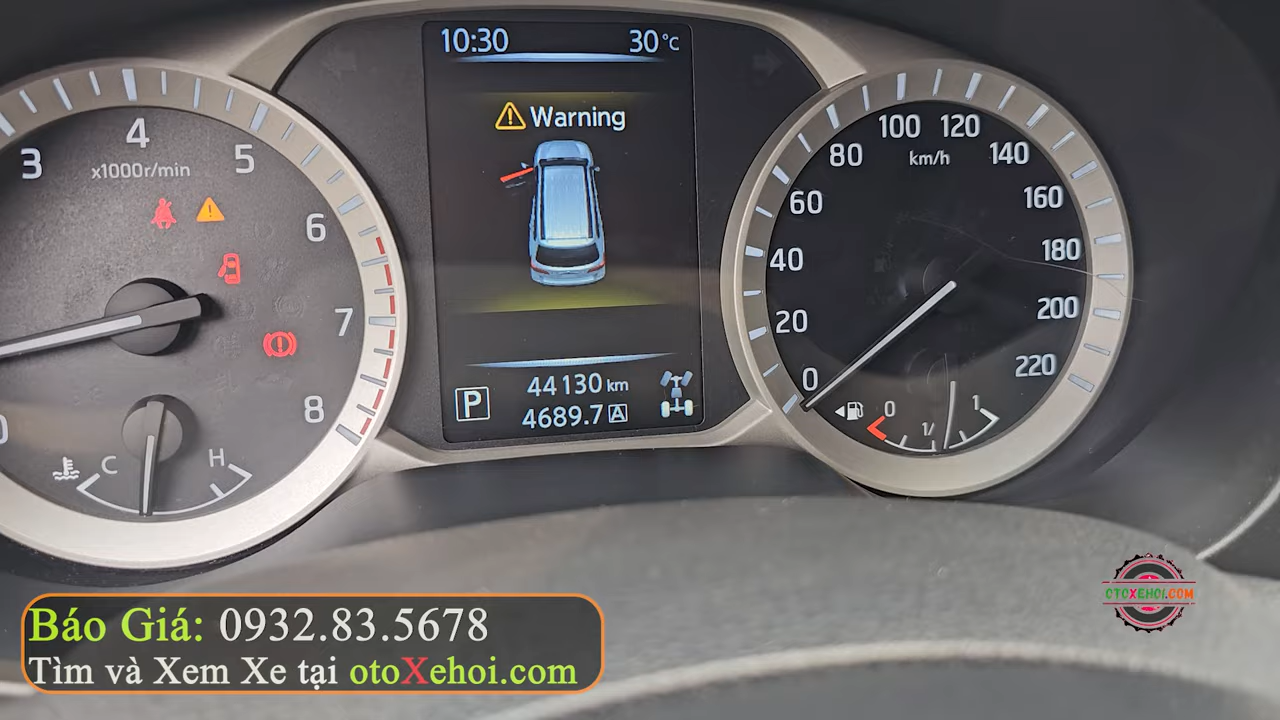 10:30 30°C
Warning
3 4 5 6 7 8
x1000r/min
C H
0
P
44130 km
4689.7 A
0 20 40 60 80 100 120 140 160 180 200 220
km/h
0 1/ 1
OTOXEHOI.COM
Báo Giá: 0932.83.5678
Tìm và Xem Xe tại otoXehoi.com